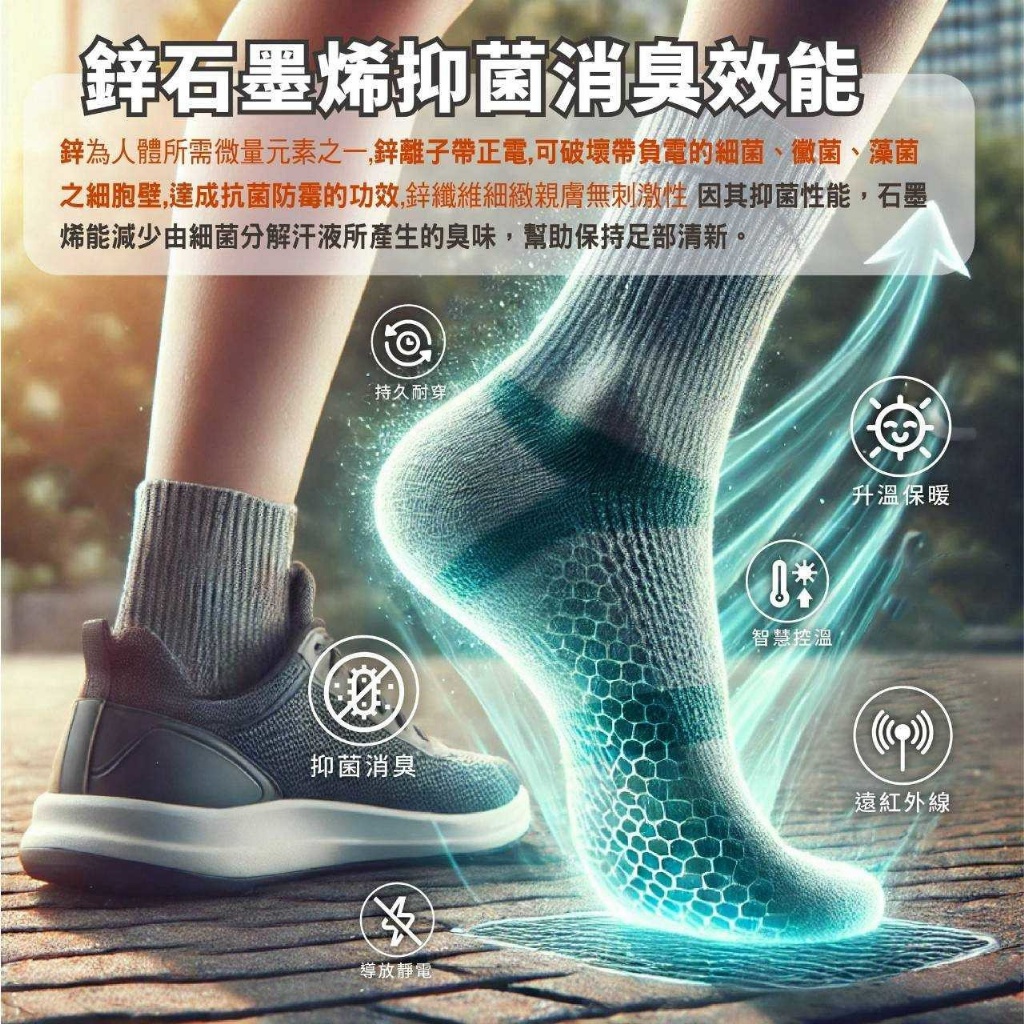 鋅石墨烯抑菌消臭效能
鋅為人體所需微量元素之一,鋅離子帶正電,可破壞帶負電的細菌、黴菌、藻菌
之細胞壁,達成抗菌防霉的功效,鋅纖維細緻親膚無刺激性 因其抑菌性能，石墨
烯能減少由細菌分解汗液所產生的臭味，幫助保持足部清新。
持久耐穿
升溫保暖
智慧控溫
抑菌消臭
遠紅外線
導放靜電